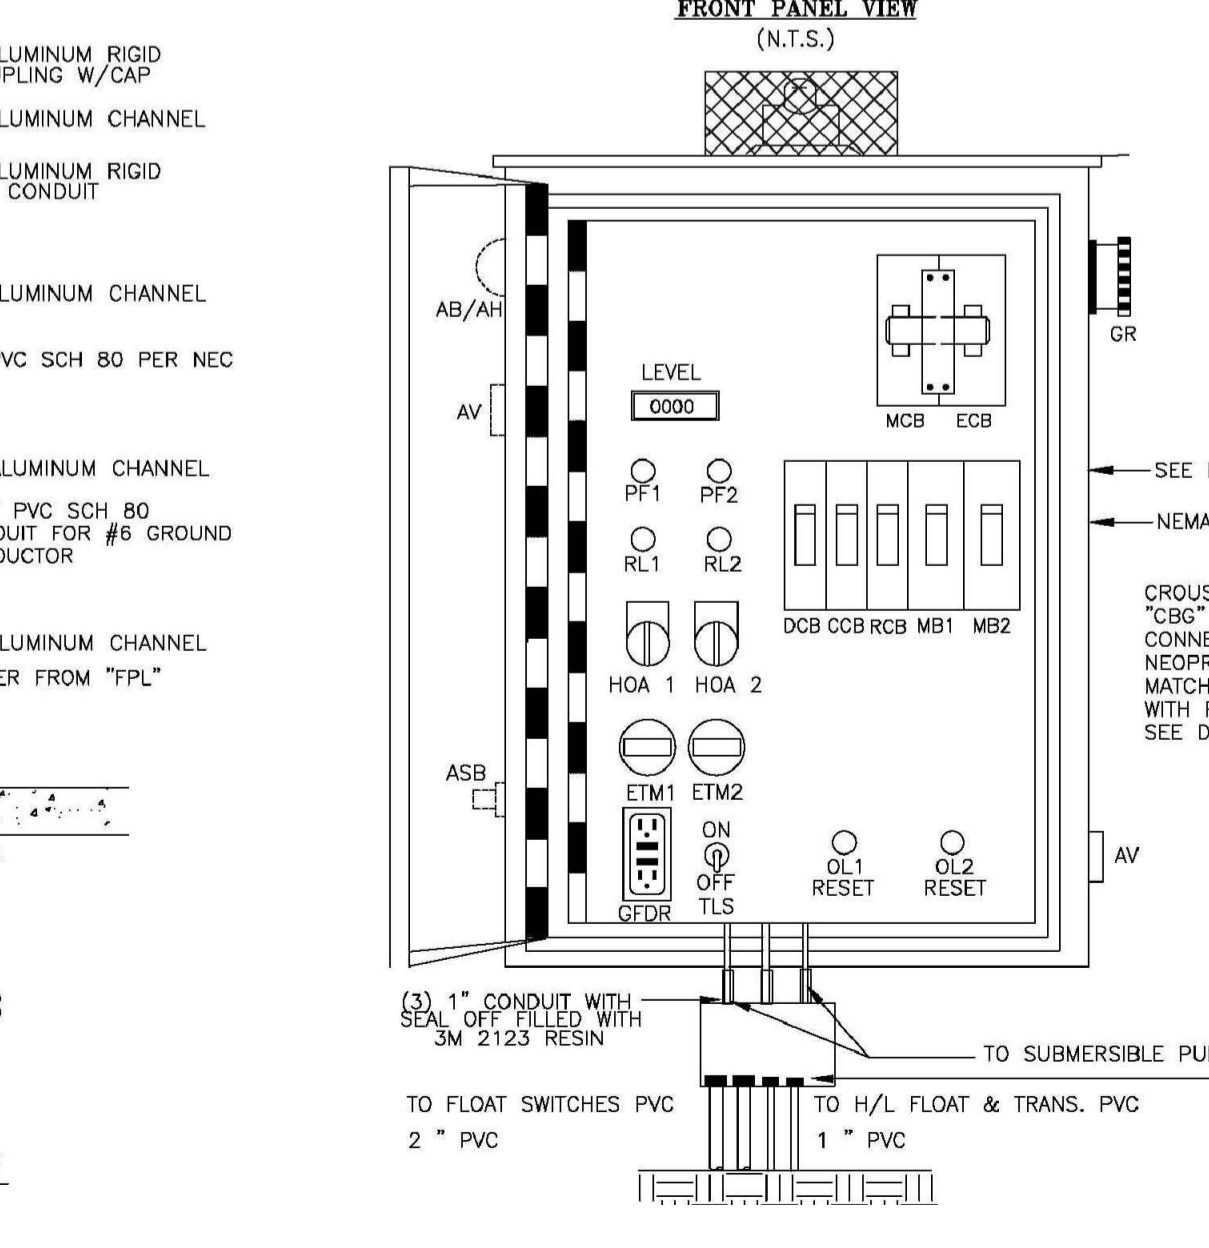 FRONT PANEL VIEW
(N.T.S.)
LUMINUM RIGID
PLING W/CAP
LUMINUM CHANNEL
LUMINUM RIGID
CONDUIT
LUMINUM CHANNEL
VC SCH 80 PER NEC
LUMINUM CHANNEL
PVC SCH 80
DUIT FOR #6 GROUND
DUCTOR
LUMINUM CHANNEL
ER FROM "FPL"
AB/AH
AV
ASB
LEVEL
0000
PF1 PF2
RL1 RL2
HOA 1 HOA 2
ETM1 ETM2
GFDR
ON
OFF
TLS
MCB ECB
DCB CCB RCB MB1 MB2
OL1
RESET
OL2
RESET
GR
SEE
NEMA
CROUS
"CBG"
CONNE
NEOPR
MATCH
WITH
SEE D
AV
(3) 1" CONDUIT WITH
SEAL OFF FILLED WITH
3M 2123 RESIN
TO SUBMERSIBLE PU
TO FLOAT SWITCHES PVC
2 " PVC
TO H/L FLOAT & TRANS. PVC
1 " PVC